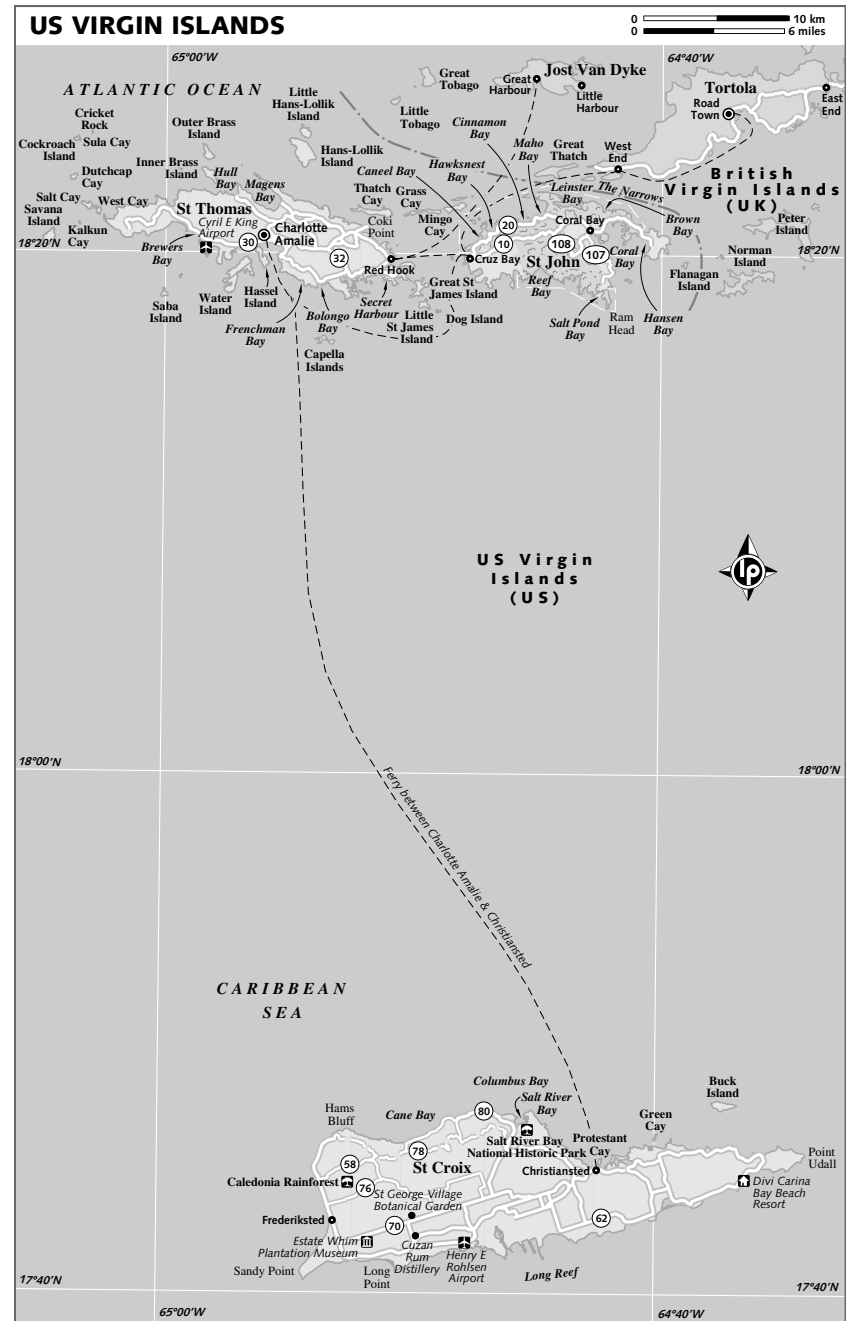 US VIRGIN ISLANDS
0 10 km
0 6 miles
65°00'W
64°40'W
ATLANTIC OCEAN
Great
Tobago
Great
Harbour
Jost Van Dyke
Little
Harbour
Tortola
Road
Town
East
End
Little
Hans-Lollik
Island
Little
Tobago
Cinnamon
Bay
Cricket
Rock
Outer Brass
Island
Cockroach
Island
Sula Cay
Hans-Lollik
Island
Maho
Bay
Great
Thatch
West
End
Inner Brass
Island
Hull
Bay
Magens
Bay
Caneel Bay
Hawksnest
Bay
Dutchcap
Cay
Thatch
Cay
Grass
Cay
Leinster
Bay
The Narrows
British
Virgin Islands
(UK)
Salt Cay
West Cay
Savana
Island
St Thomas
Cyril E King
Airport
Charlotte
Amalie
Coki
Point
Mingo
Cay
20
Coral Bay
Brown
Bay
Peter
Island
Kalkun
Cay
18°20'N
Brewers
Bay
30
32
Red Hook
10
Cruz Bay
108
St John
107
Coral
Bay
Norman
Island
18°20'N
Flanagan
Island
Saba
Island
Water
Island
Hassel
Island
Frenchman
Bay
Bolongo
Bay
Secret
Harbour
Great St
James Island
Little
St James
Island
Dog Island
Reef
Bay
Salt Pond
Bay
Ram
Head
Hansen
Bay
Capella
Islands
US Virgin
Islands
(US)
lp
18°00'N
18°00'N
Ferry between Charlotte Amalie & Christiansted
CARIBBEAN
SEA
Columbus Bay
Salt River
Bay
Buck
Island
Hams
Bluff
Cane Bay
80
Green
Cay
Salt River Bay
National Historic Park
Protestant
Cay
78
58
St Croix
Christiansted
Point
Udall
Caledonia Rainforest
76
St George Village
Botanical Garden
Divi Carina
Bay Beach
Resort
Frederiksted
70
62
Estate Whim
Plantation Museum
Cuzan
Rum
Distillery
Henry E
Rohlsen
Airport
Sandy Point
Long
Point
Long Reef
17°40'N
17°40'N
65°00'W
64°40'W